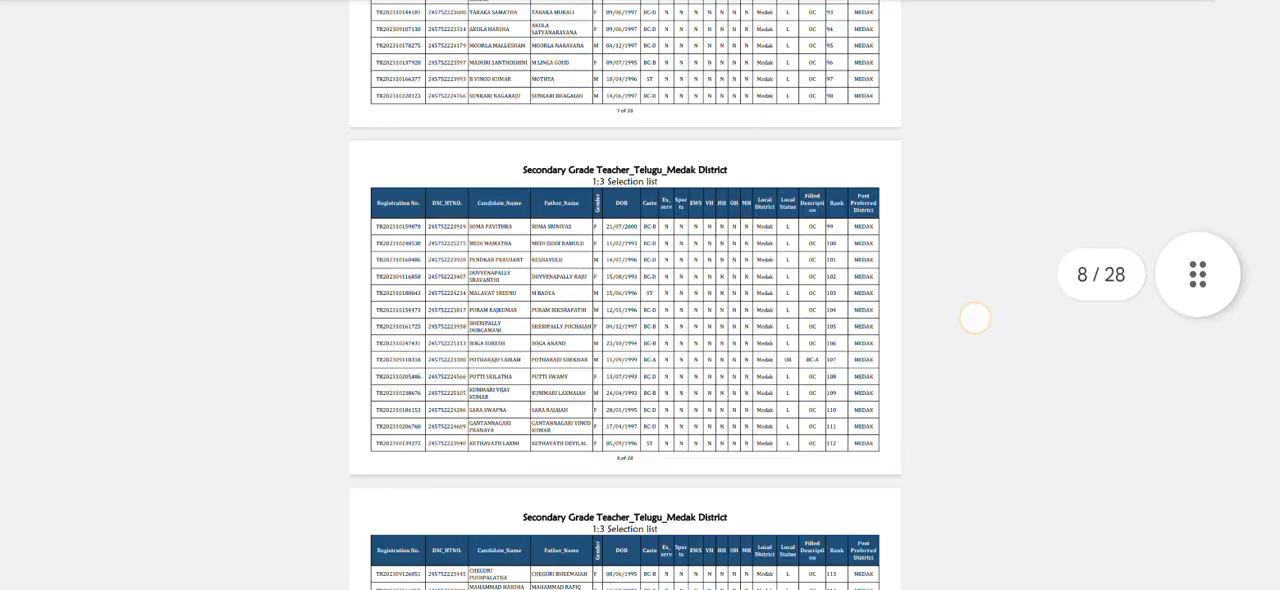 TR202310144181 245752223680 TARAKA SAMATHA TARAKA MURALI F 09/06/1997 BC-D N N N N N N N Medak L OC 93 MEDAK
TR202309107130 245752223314 AKULA HARSHA AKULA SATYANARAYANA F 09/06/1997 BC-D N N N N N N N Medak L OC 94 MEDAK
TR202310178275 245752224179 MOORLA MALLESHAM MOORLA NARAYANA M 04/12/1997 BC-D N N N N N N N Medak L OC 95 MEDAK
TR202310137920 245752223597 MADURI SANTHOSHINI M LINGA GOUD F 09/07/1995 BC-B N N N N N N N Medak L OC 96 MEDAK
TR202310166377 245752223993 B VINOD KUMAR MOTHYA M 10/04/1996 ST N N N N N N N Medak L OC 97 MEDAK
TR202310220123 245752224766 SUNKARI NAGARAJU SUNKARI BHAGAIAH M 14/06/1997 BC-D N N N N N N N Medak L OC 98 MEDAK
7 of 28
Secondary Grade Teacher_Telugu_Medak District
1:3 Selection list
Registration No. DSC_HTNO. Candidate_Name Father_Name Gender DOB Caste Ex_serv Sports EWS VH HH OH MH Local District Local Status Filled Description Rank Post Preferred District
TR202310159870 245752223919 SOMA PAVITHRA SOMA SRINIVAS F 21/07/2000 BC-B N N N N N N N Medak L OC 99 MEDAK
TR202310248530 245752225275 MEDI MAMATHA MEDI SIDDI RAMULU F 11/02/1993 BC-D N N N N N N N Medak L OC 100 MEDAK
TR202310160486 245752223928 PENDKAR PRASHANT KESHAVULU M 14/07/1996 BC-D N N N N N N N Medak L OC 101 MEDAK
TR202309116858 245752223407 DUVVENAPALLY SRAVANTHI DUVVENAPALLY RAJU F 15/08/1993 BC-D N N N N N N N Medak L OC 102 MEDAK
TR202310180043 245752224234 MALAVAT SREENU M BADYA M 15/06/1996 ST N N N N N N N Medak L OC 103 MEDAK
TR202310154473 245752223817 PURAM RAJKUMAR PURAM BIKSHAPATHI M 12/01/1996 BC-D N N N N N N N Medak L OC 104 MEDAK
TR202310161725 245752223938 SHERIPALLY DURGAMANI SHERIPALLY POCHAIAH F 04/12/1997 BC-B N N N N N N N Medak L OC 105 MEDAK
TR202310247431 245752225113 BOGA SURESH BOGA ANAND M 23/10/1994 BC-B N N N N N N N Medak L OC 106 MEDAK
TR202309110318 245752223380 POTHARAJU SAIRAM POTHARAJU SHEKHAR M 11/09/1999 BC-A N N N N N N N Medak UR BC-A 107 MEDAK
TR202310205486 245752224566 PUTTI SRILATHA PUTTI SWAMY F 13/07/1993 BC-D N N N N N N N Medak L OC 108 MEDAK
TR202310238676 245752225105 KUMMARI VIJAY KUMAR KUMMARI LAXMAIAH M 24/04/1993 BC-B N N N N N N N Medak L OC 109 MEDAK
TR202310184153 245752224286 SARA SWAPNA SARA RAJAIAH F 28/01/1995 BC-D N N N N N N N Medak L OC 110 MEDAK
TR202310206760 245752224609 GANTANNAGARI PRANAYA GANTANNAGARI VINOD KUMAR F 17/04/1997 BC-D N N N N N N N Medak L OC 111 MEDAK
TR202310139272 245752223940 KETHAVATH LAXMI KETHAVATH DEVILAL F 05/09/1996 ST N N N N N N N Medak L OC 112 MEDAK
8 of 28
8 / 28
Secondary Grade Teacher_Telugu_Medak District
1:3 Selection list
Registration No. DSC_HTNO. Candidate_Name Father_Name Gender DOB Caste Ex_serv Sports EWS VH HH OH MH Local District Local Status Filled Description Rank Post Preferred District
TR202309126051 245752223445 CHEGURI PUSHPALATHA CHEGURI BHEEMAIAH F 08/06/1995 BC-B N N N N N N N Medak L OC 113 MEDAK
MAHAMMAD HARSHA MAHAMMAD RAFIQ